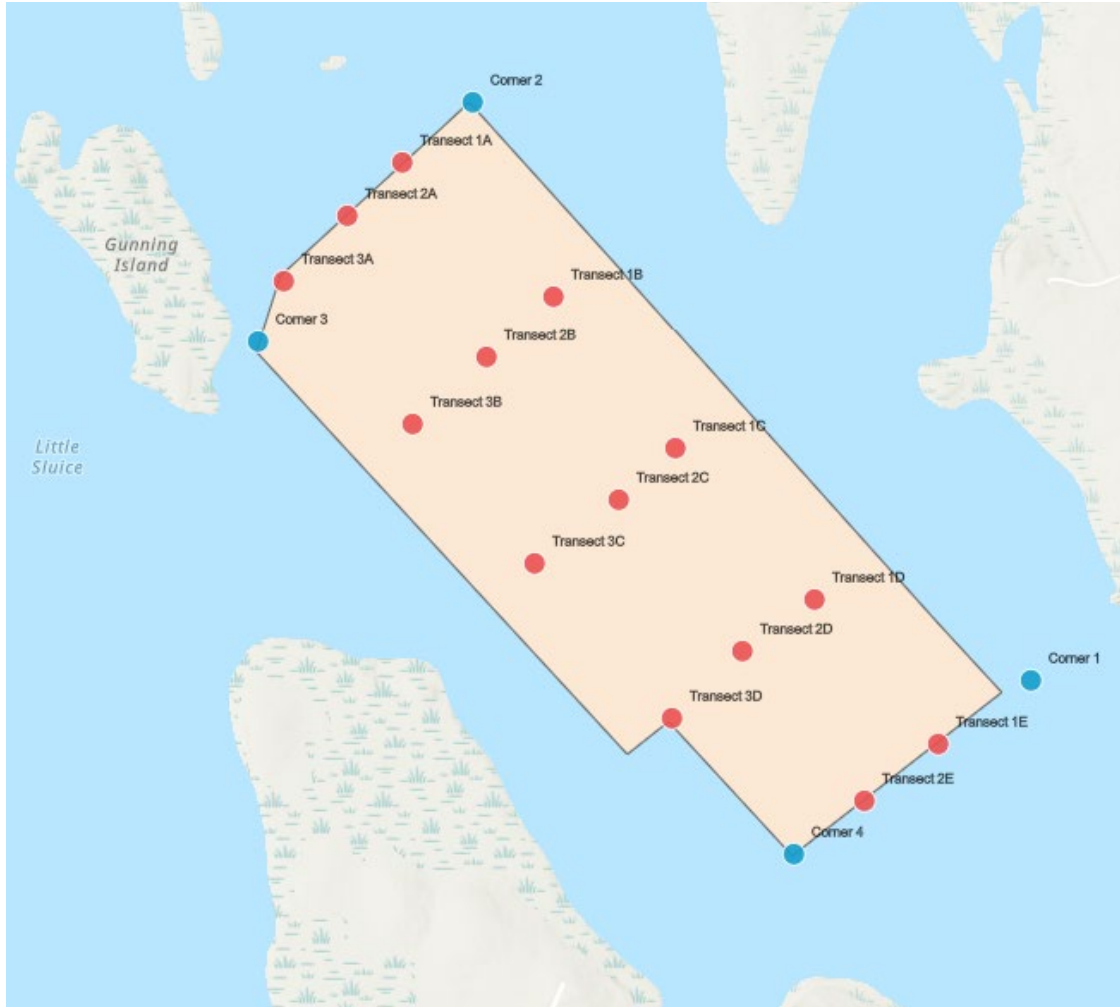 Corner 2
Transect 1A
Transect 2A
Gunning
Island
Transect 3A
Transect 1B
Corner 3
Transect 2B
Transect 3B
Transect 1C
Little
Sluice
Transect 2C
Transect 3C
Transect 1D
Transect 2D
Corner 1
Transect 3D
Transect 1E
Transect 2E
Corner 4